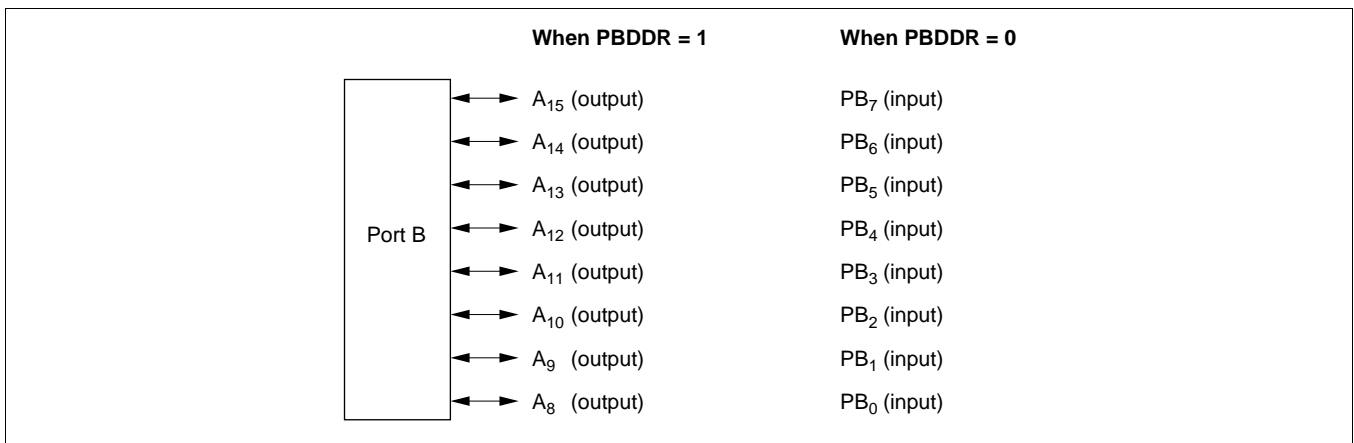 When PBDDR = 1 When PBDDR = 0
A15 (output) PB7 (input)
A14 (output) PB6 (input)
A13 (output) PB5 (input)
Port B A12 (output) PB4 (input)
A11 (output) PB3 (input)
A10 (output) PB2 (input)
A9 (output) PB1 (input)
A8 (output) PB0 (input)